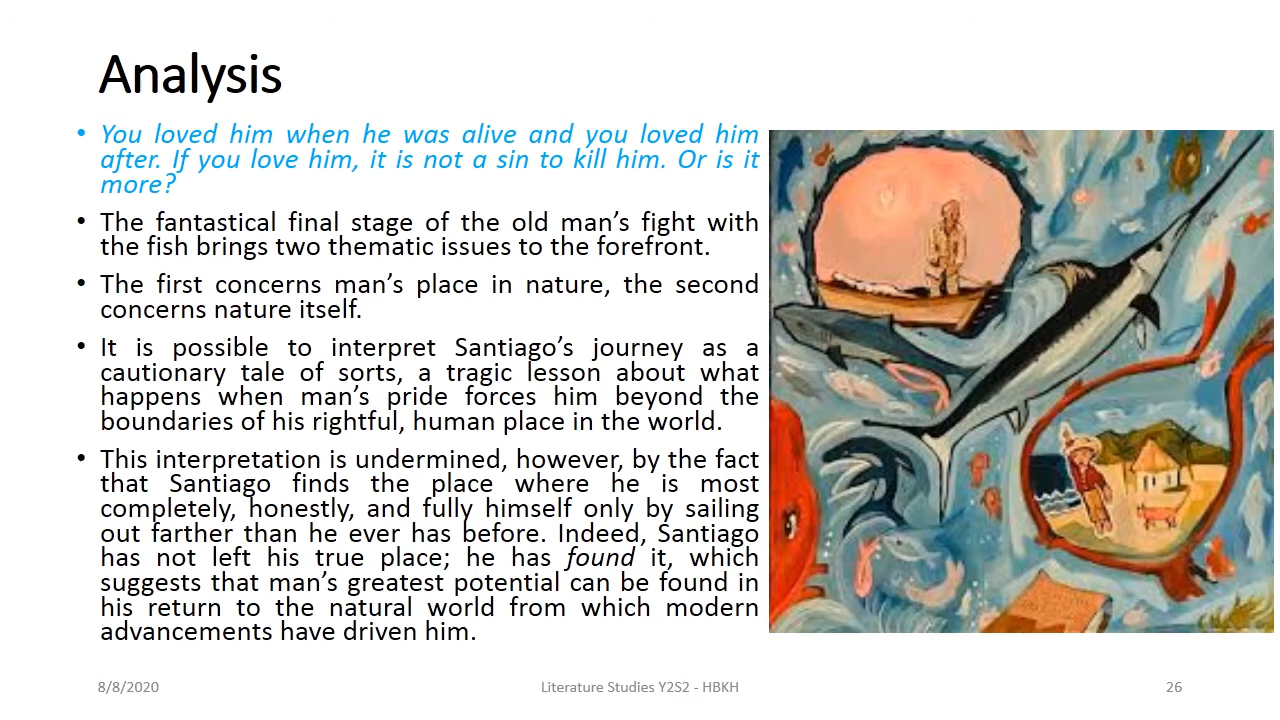 Analysis
• You loved him when he was alive and you loved him
after. If you love him, it is not a sin to kill him. Or is it
more?
• The fantastical final stage of the old man’s fight with
the fish brings two thematic issues to the forefront.
• The first concerns man’s place in nature, the second
concerns nature itself.
• It is possible to interpret Santiago’s journey as a
cautionary tale of sorts, a tragic lesson about what
happens when man’s pride forces him beyond the
boundaries of his rightful, human place in the world.
• This interpretation is undermined, however, by the fact
that Santiago finds the place where he is most
completely, honestly, and fully himself only by sailing
out farther than he ever has before. Indeed, Santiago
has not left his true place; he has found it, which
suggests that man’s greatest potential can be found in
his return to the natural world from which modern
advancements have driven him.
8/8/2020
Literature Studies Y2S2 - HBKH
26